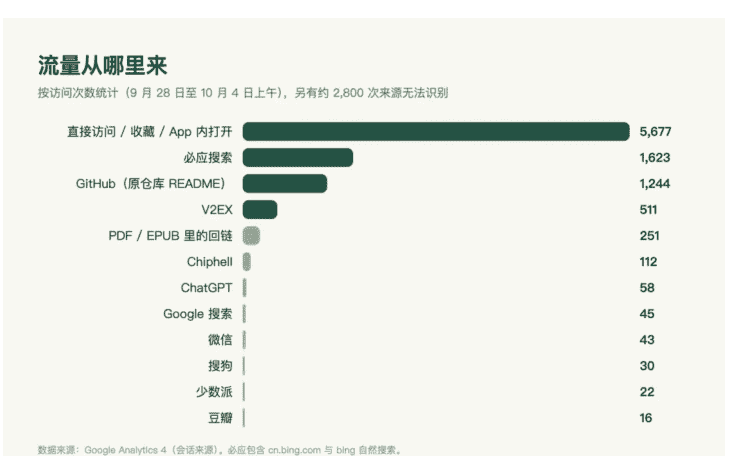 流量从哪里来
按访问次数统计（9 月 28 日至 10 月 4 日上午），另有约 2,800 次来源无法识别
直接访问 / 收藏 / App 内打开 5,677
必应搜索 1,623
GitHub（原仓库 README） 1,244
V2EX 511
PDF / EPUB 里的回链 251
Chiphell 112
ChatGPT 58
Google 搜索 45
微信 43
搜狗 30
少数派 22
豆瓣 16
数据来源：Google Analytics 4（会话来源）。必应包含 cn.bing.com 与 bing 自然搜索。